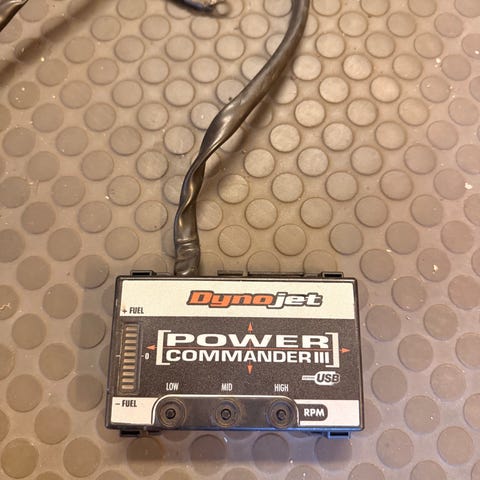 Dynojet
+ FUEL
POWER
0
COMMANDER III
USB
LOW MID HIGH
- FUEL
RPM